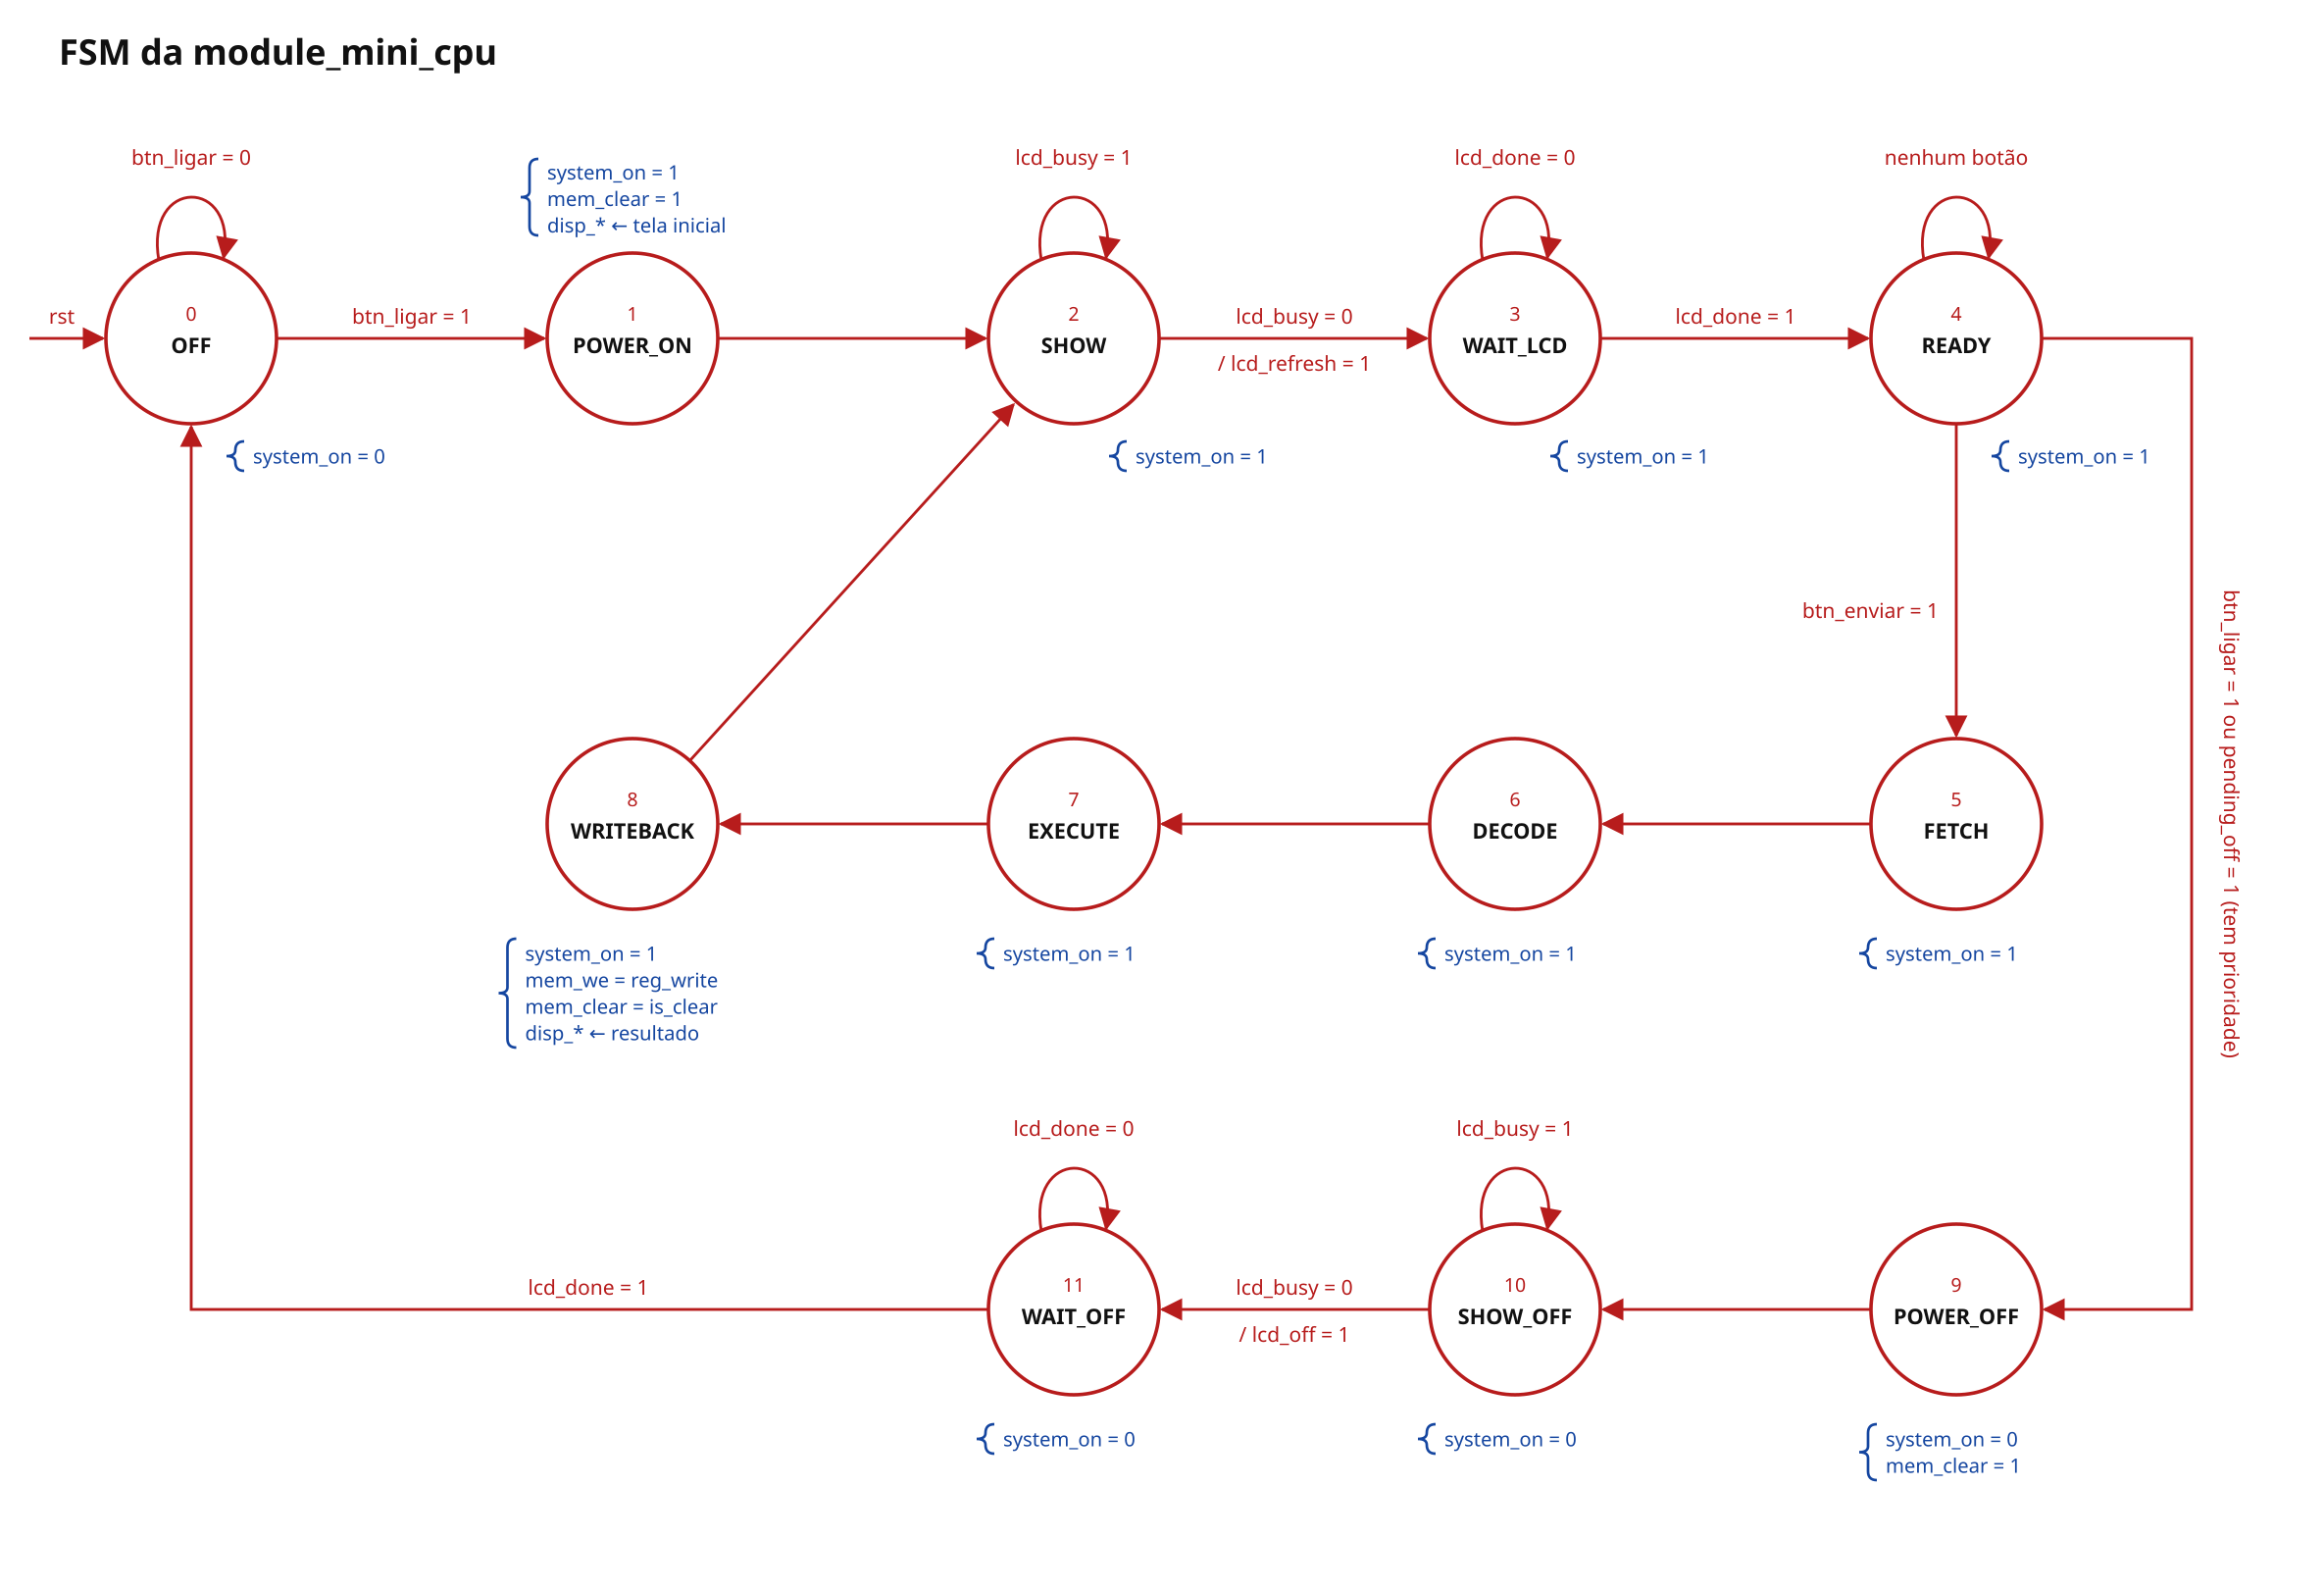 FSM da module_mini_cpu
btn_ligar = 0
system_on = 1
mem_clear = 1
disp_* ← tela inicial
lcd_busy = 1
lcd_done = 0
nenhum botão
rst
0
OFF
btn_ligar = 1
1
POWER_ON
2
SHOW
lcd_busy = 0
/ lcd_refresh = 1
3
WAIT_LCD
lcd_done = 1
4
READY
system_on = 0
system_on = 1
system_on = 1
system_on = 1
btn_enviar = 1
btn_ligar = 1 ou pending_off = 1 (tem prioridade)
8
WRITEBACK
7
EXECUTE
6
DECODE
5
FETCH
system_on = 1
mem_we = reg_write
mem_clear = is_clear
disp_* ← resultado
system_on = 1
system_on = 1
system_on = 1
lcd_done = 0
lcd_busy = 1
lcd_done = 1
11
WAIT_OFF
lcd_busy = 0
/ lcd_off = 1
10
SHOW_OFF
9
POWER_OFF
system_on = 0
system_on = 0
system_on = 0
mem_clear = 1